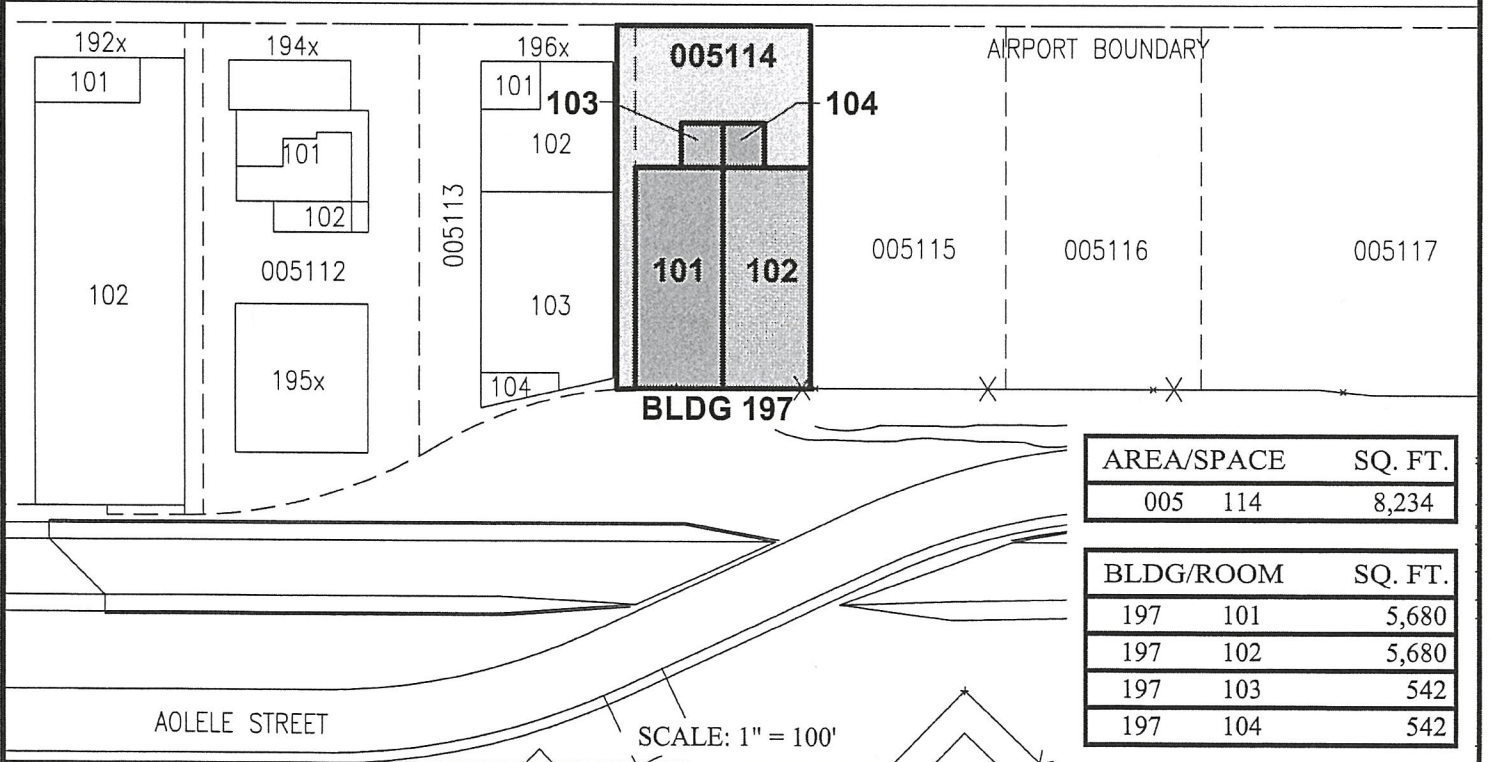 192x
194x
196x
005114
AIRPORT BOUNDARY
101
101
103
104
101
102
102
005113
102
005112
101
102
005115
005116
005117
102
103
195x
104
BLDG 197
AREA/SPACE SQ. FT.
005 114 8,234
BLDG/ROOM SQ. FT.
197 101 5,680
197 102 5,680
197 103 542
197 104 542
AOLELE STREET
SCALE: 1" = 100'